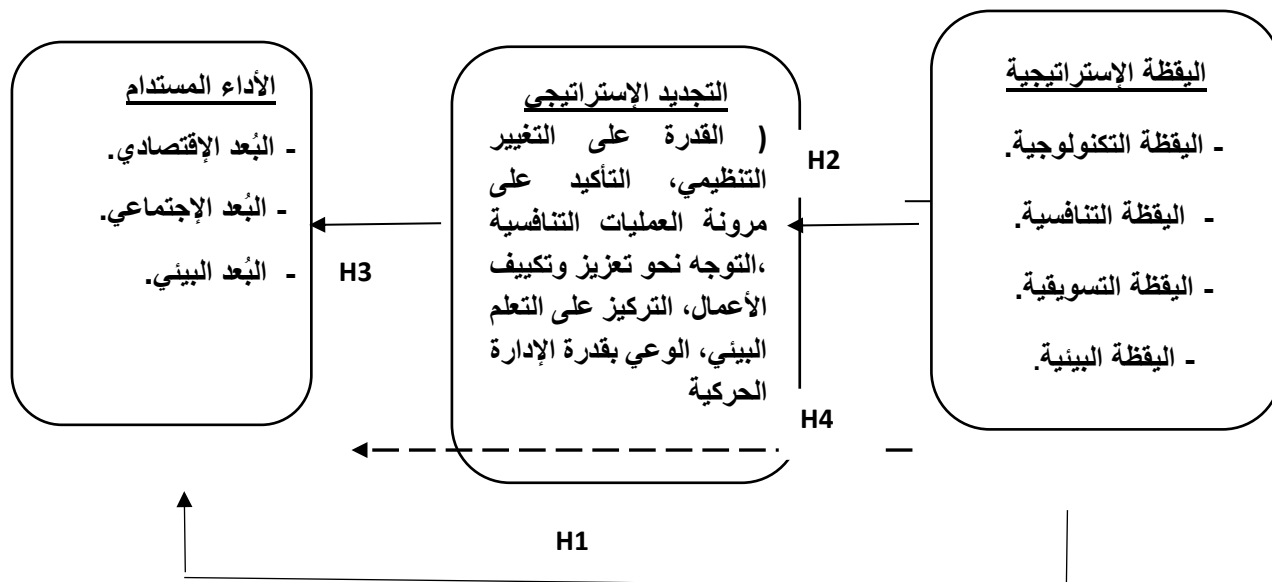 اليقظة الإستراتيجية
- اليقظة التكنولوجية.
- اليقظة التنافسية.
- اليقظة التسويقية.
- اليقظة البيئية.
H2
H4
التجديد الإستراتيجي
( القدرة على التغيير
التنظيمي، التأكيد على
مرونة العمليات التنافسية
،التوجه نحو تعزيز وتكييف
الأعمال، التركيز على التعلم
البيئي، الوعي بقدرة الإدارة
الحركية
H3
الأداء المستدام
- البُعد الإقتصادي.
- البُعد الإجتماعي.
- البُعد البيئي.
H1